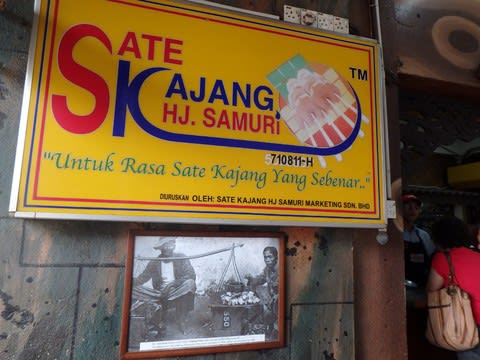 SATE
KAJANG
HJ. SAMURI
TM
"Untuk Rasa Sate Kajang Yang Sebenar.."
710811-H
DIURUSKAN OLEH: SATE KAJANG HJ SAMURI MARKETING SDN. BHD